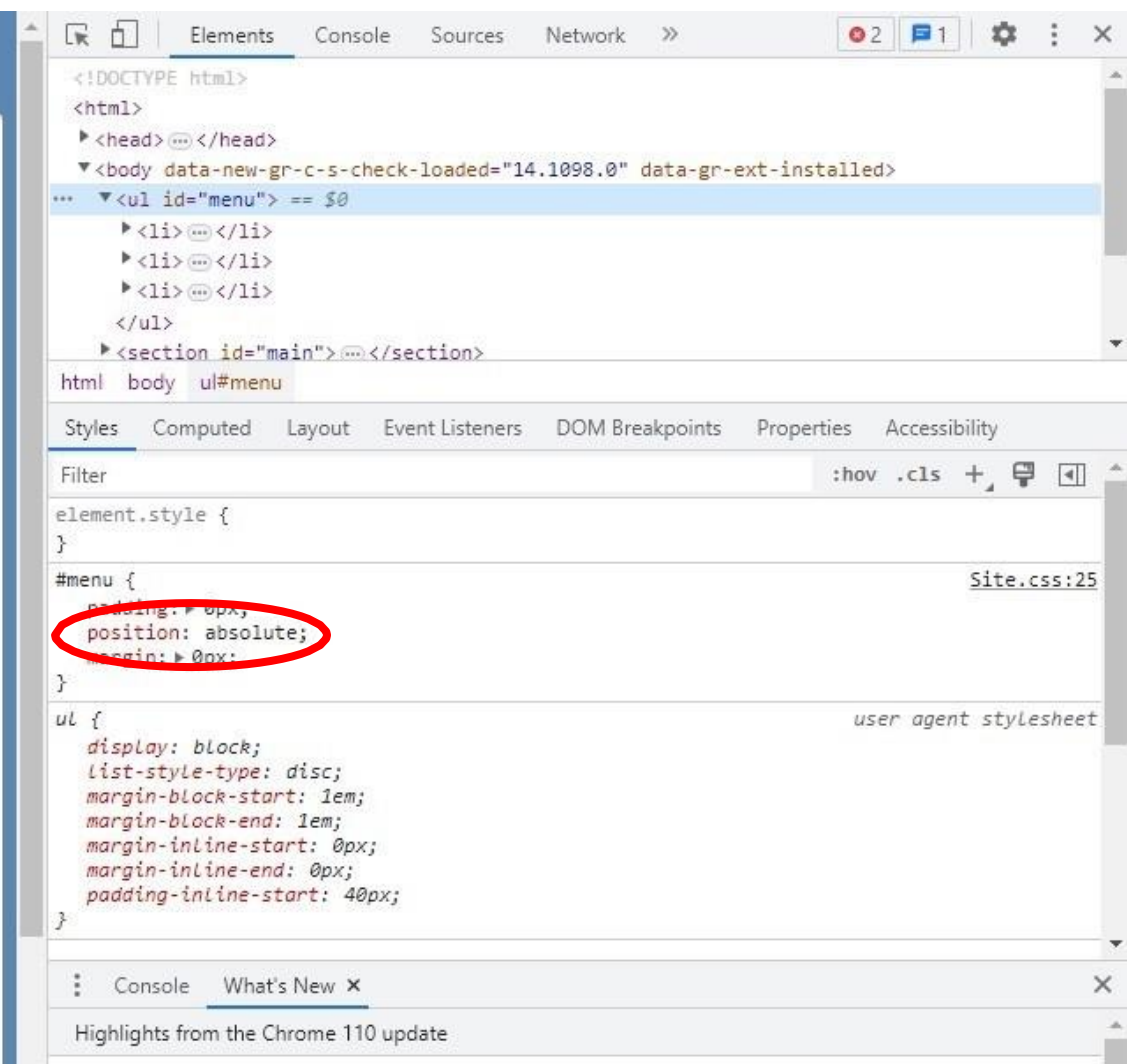 Elements Console Sources Network » 2 1
<!DOCTYPE html>
<html>
<head> … </head>
<body data-new-gr-c-s-check-loaded="14.1098.0" data-gr-ext-installed>
… <ul id="menu"> == $0
<li> … </li>
<li> … </li>
<li> … </li>
</ul>
<section id="main"> … </section>
html body ul#menu
Styles Computed Layout Event Listeners DOM Breakpoints Properties Accessibility
Filter :hov .cls +
element.style {
}
#menu { Site.css:25
padding: 0px;
position: absolute;
margin: 0px;
}
ul { user agent stylesheet
display: block;
list-style-type: disc;
margin-block-start: 1em;
margin-block-end: 1em;
margin-inline-start: 0px;
margin-inline-end: 0px;
padding-inline-start: 40px;
}
Console What's New ×
Highlights from the Chrome 110 update